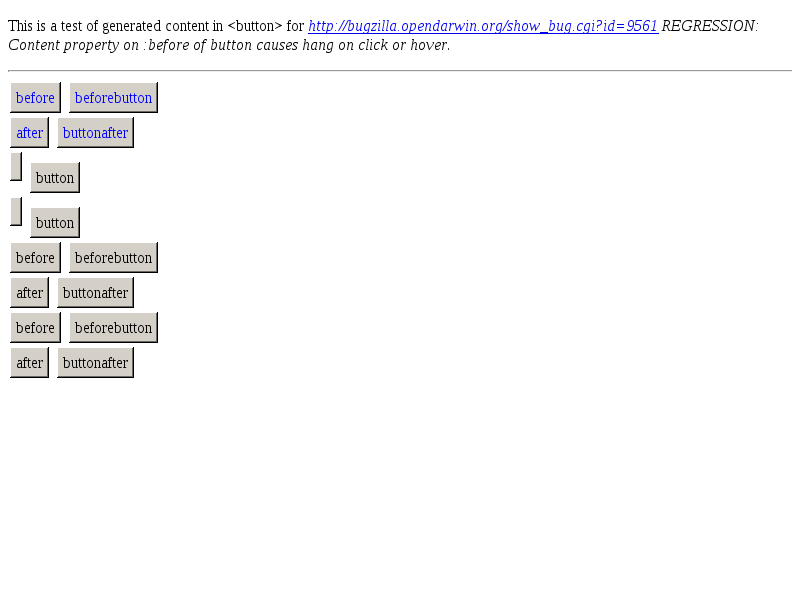 This is a test of generated content in <button> for http://bugzilla.opendarwin.org/show_bug.cgi?id=9561 REGRESSION:
Content property on :before of button causes hang on click or hover.
before beforebutton
after buttonafter
button
button
before beforebutton
after buttonafter
before beforebutton
after buttonafter